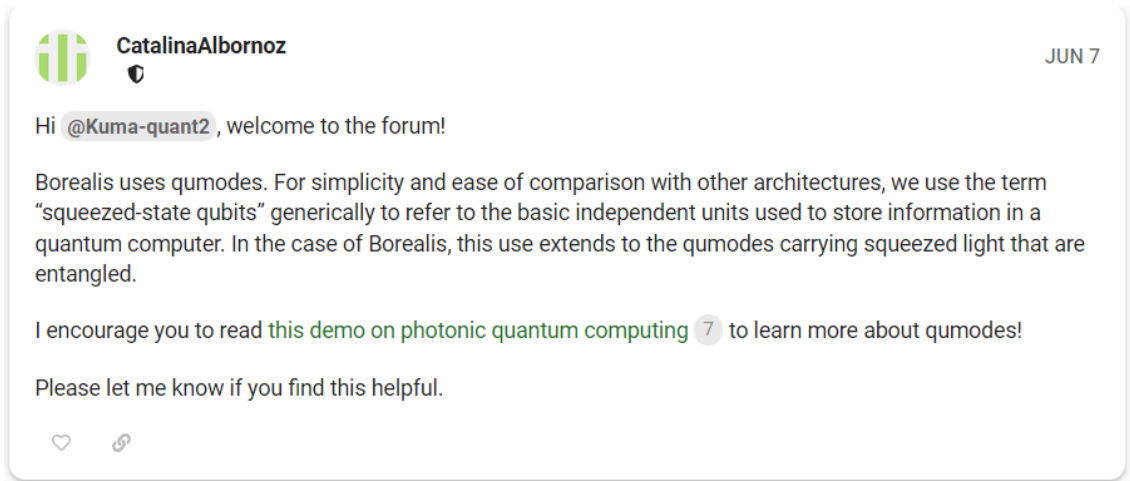 CatalinaAlbornoz
JUN 7
Hi @Kuma-quant2 , welcome to the forum!
Borealis uses qumodes. For simplicity and ease of comparison with other architectures, we use the term
“squeezed-state qubits” generically to refer to the basic independent units used to store information in a
quantum computer. In the case of Borealis, this use extends to the qumodes carrying squeezed light that are
entangled.
I encourage you to read this demo on photonic quantum computing 7 to learn more about qumodes!
Please let me know if you find this helpful.